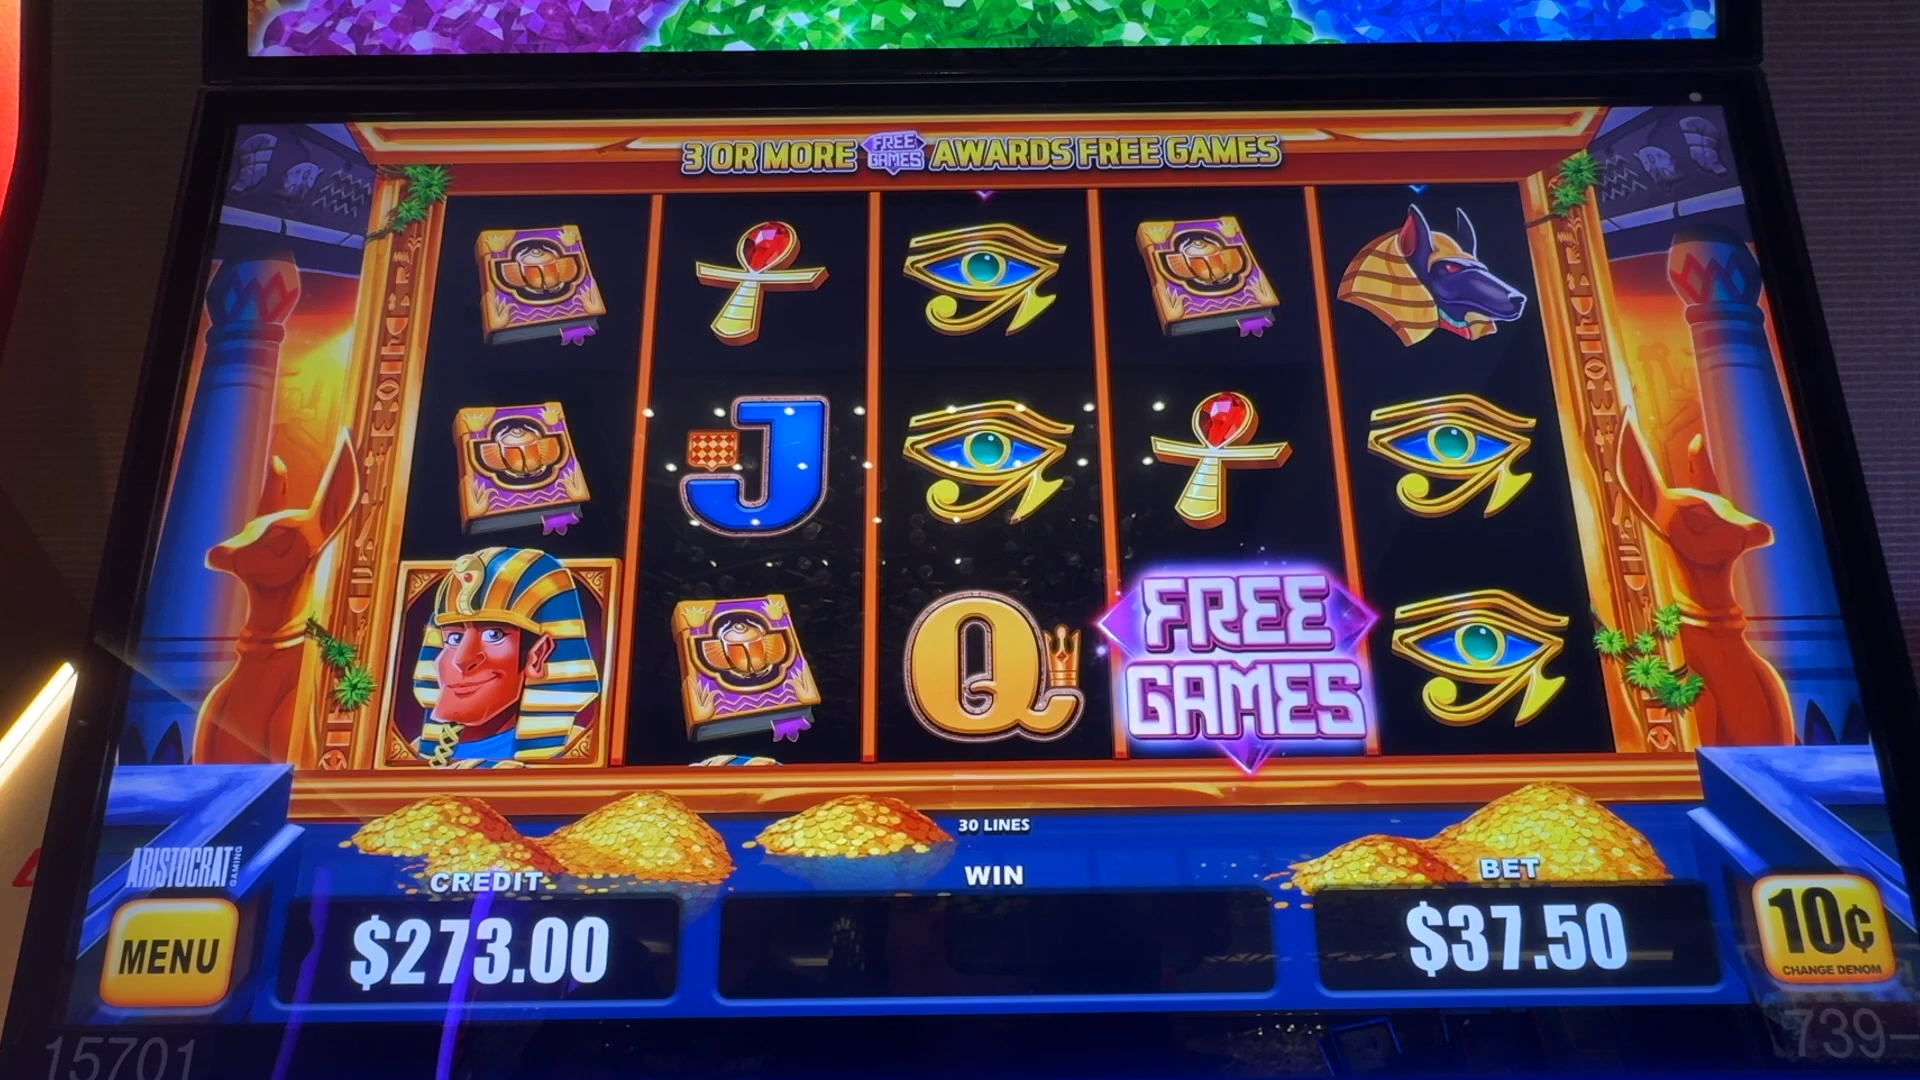 3 OR MORE FREE GAMES AWARDS FREE GAMES
J
Q
FREE
GAMES
30 LINES
ARISTOCRAT GAMING
CREDIT
WIN
BET
MENU
$273.00
$37.50
10¢
CHANGE DENOM
15701
739-